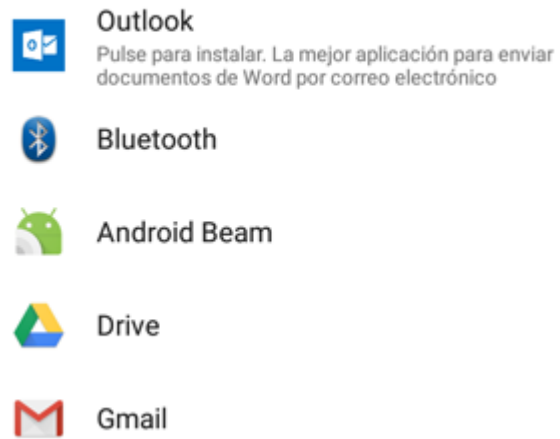 Outlook
Pulse para instalar. La mejor aplicación para enviar
documentos de Word por correo electrónico
Bluetooth
Android Beam
Drive
Gmail